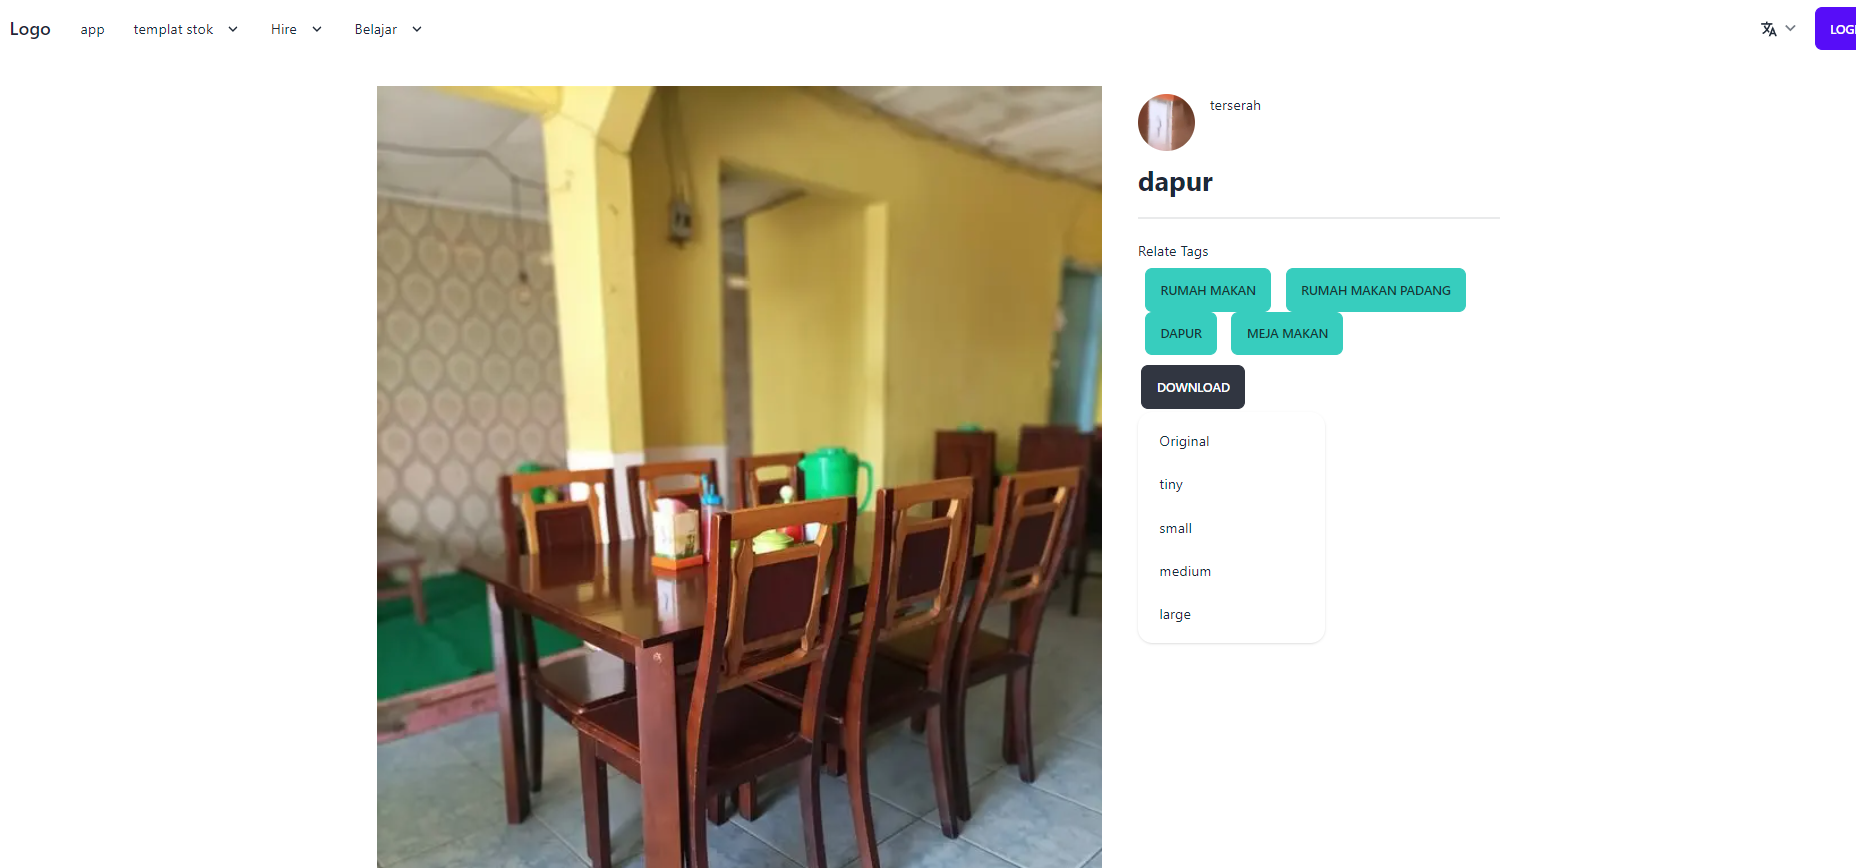 Logo app templat stok Hire Belajar
terserah
dapur
Relate Tags
RUMAH MAKAN RUMAH MAKAN PADANG
DAPUR MEJA MAKAN
DOWNLOAD
Original
tiny
small
medium
large